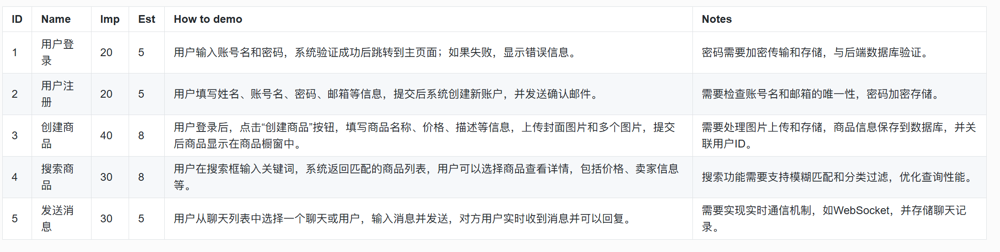 ID Name Imp Est How to demo Notes
1 用户登录 20 5 用户输入账号名和密码，系统验证成功后跳转到主页面；如果失败，显示错误信息。 密码需要加密传输和存储，与后端数据库验证。
2 用户注册 20 5 用户填写姓名、账号名、密码、邮箱等信息，提交后系统创建新账户，并发送确认邮件。 需要检查账号名和邮箱的唯一性，密码加密存储。
3 创建商品 40 8 用户登录后，点击“创建商品”按钮，填写商品名称、价格、描述等信息，上传封面图片和多个图片，提交后商品显示在商品橱窗中。 需要处理图片上传和存储，商品信息保存到数据库，并关联用户ID。
4 搜索商品 30 8 用户在搜索框输入关键词，系统返回匹配的商品列表，用户可以选择商品查看详情，包括价格、卖家信息等。 搜索功能需要支持模糊匹配和分类过滤，优化查询性能。
5 发送消息 30 5 用户从聊天列表中选择一个聊天或用户，输入消息并发送，对方用户实时收到消息并可以回复。 需要实现实时通信机制，如WebSocket，并存储聊天记录。